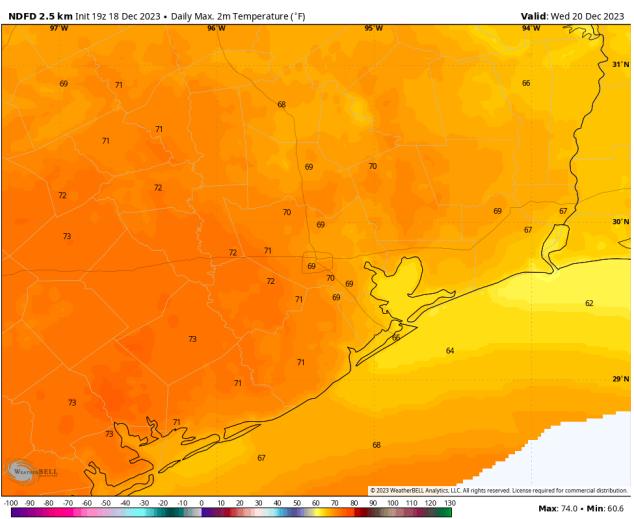 NDFD 2.5 km Init 19z 18 Dec 2023 • Daily Max. 2m Temperature (°F)
Valid: Wed 20 Dec 2023
97°W 96°W 95°W 94°W
31°N
69 71 68 66
71
71
69 70
72 72
70 69 69 67
30°N
73 67
72 71
69
72 70 69
71 69 62
73 66
64
71
29°N
71
73
71
73
68
67
WEATHERBELL
© 2023 WeatherBELL Analytics, LLC. All rights reserved. License required for commercial distribution.
-100 -90 -80 -70 -60 -50 -40 -30 -20 -10 0 10 20 30 40 50 60 70 80 90 100 110 120 130
Max: 74.0 • Min: 60.6